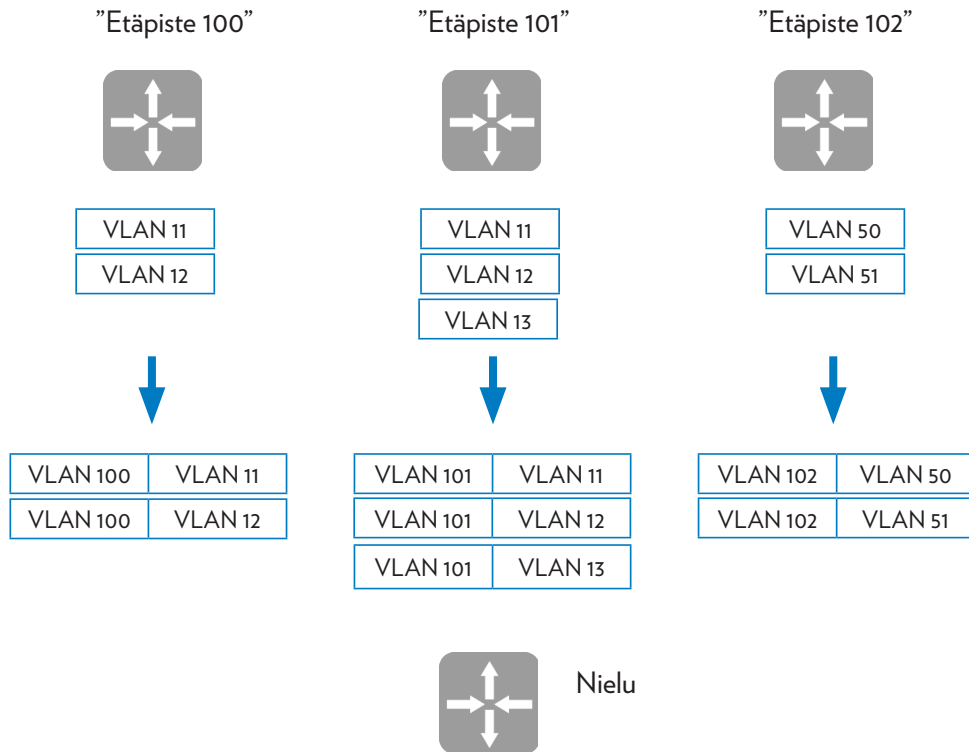 ”Etäpiste 100” ”Etäpiste 101” ”Etäpiste 102”
VLAN 11 VLAN 11 VLAN 50
VLAN 12 VLAN 12 VLAN 51
VLAN 13
VLAN 100 VLAN 11 VLAN 101 VLAN 11 VLAN 102 VLAN 50
VLAN 100 VLAN 12 VLAN 101 VLAN 12 VLAN 102 VLAN 51
VLAN 101 VLAN 13
Nielu